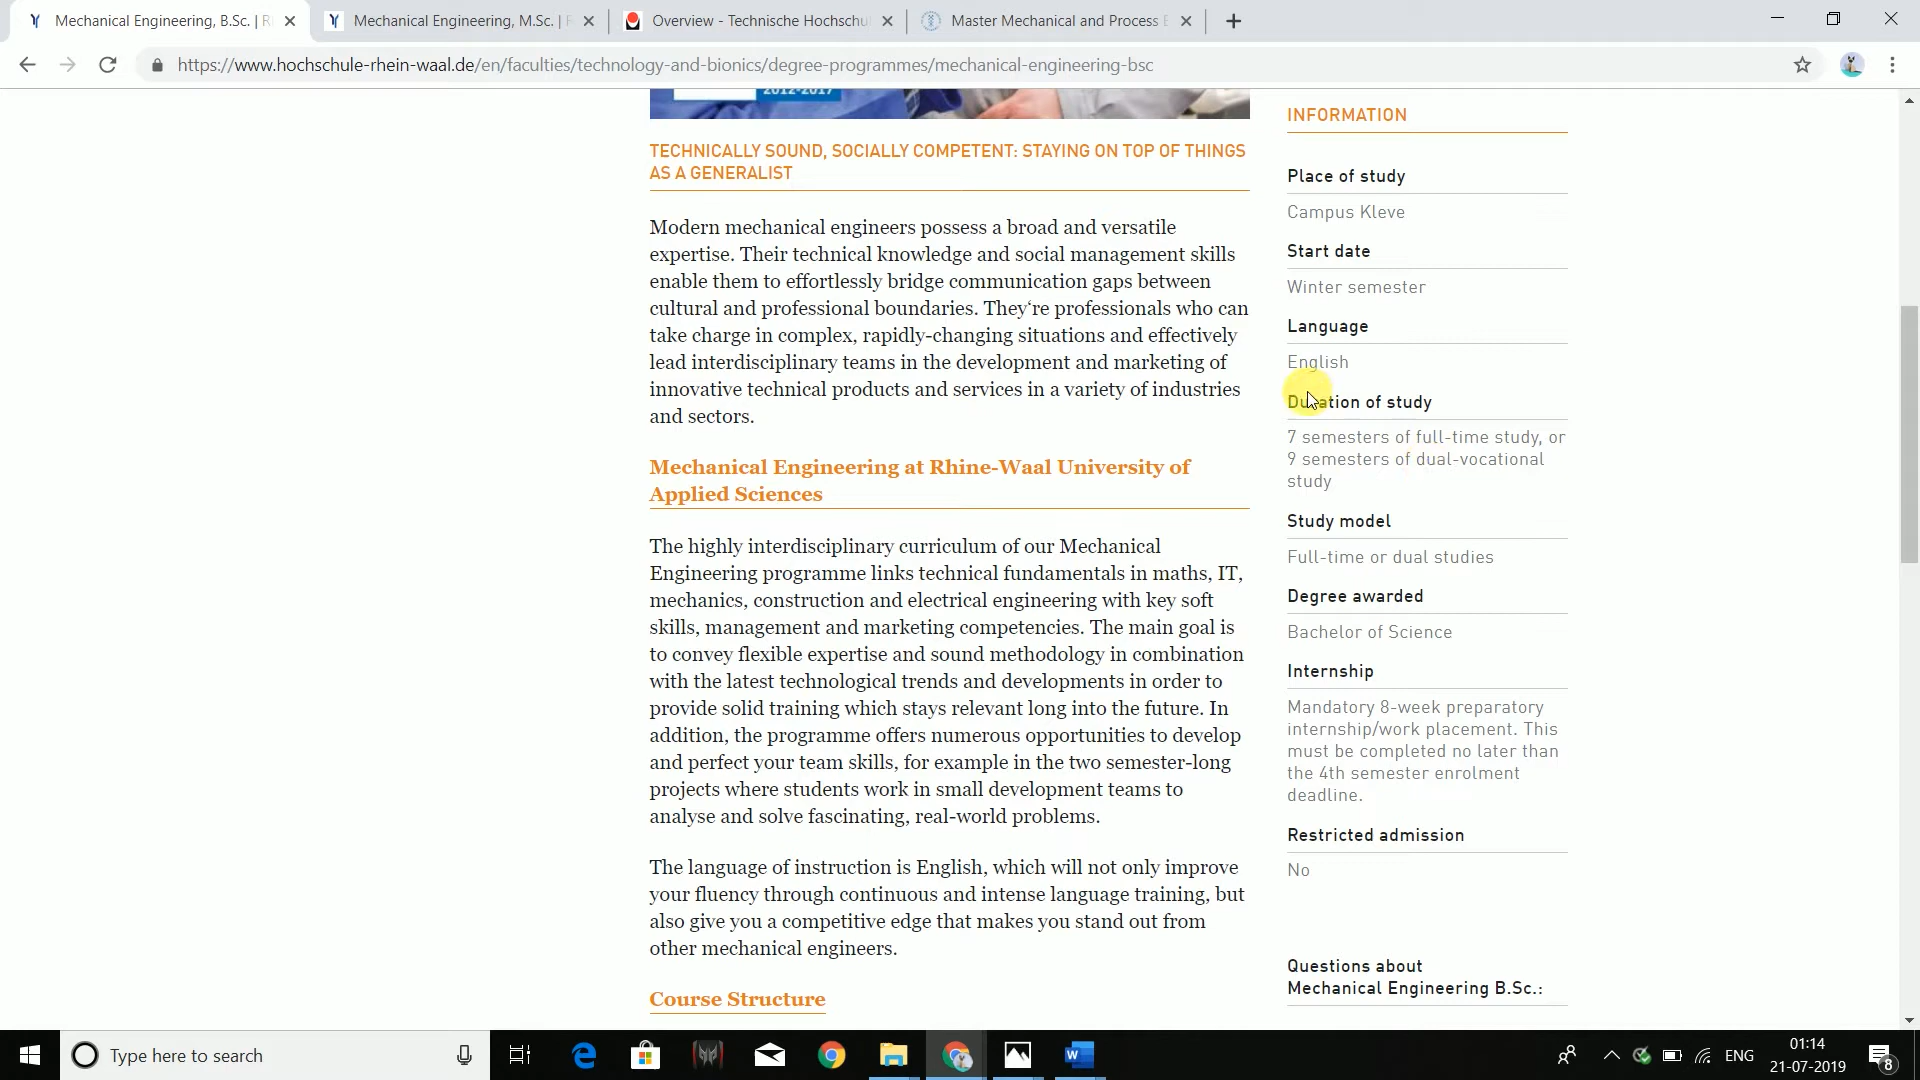 Mechanical Engineering, B.Sc. | R
Mechanical Engineering, M.Sc. |
Overview - Technische Hochschu
Master Mechanical and Process
https://www.hochschule-rhein-waal.de/en/faculties/technology-and-bionics/degree-programmes/mechanical-engineering-bsc
2012-2017
TECHNICALLY SOUND, SOCIALLY COMPETENT: STAYING ON TOP OF THINGS
AS A GENERALIST
Modern mechanical engineers possess a broad and versatile
expertise. Their technical knowledge and social management skills
enable them to effortlessly bridge communication gaps between
cultural and professional boundaries. They‘re professionals who can
take charge in complex, rapidly-changing situations and effectively
lead interdisciplinary teams in the development and marketing of
innovative technical products and services in a variety of industries
and sectors.
Mechanical Engineering at Rhine-Waal University of
Applied Sciences
The highly interdisciplinary curriculum of our Mechanical
Engineering programme links technical fundamentals in maths, IT,
mechanics, construction and electrical engineering with key soft
skills, management and marketing competencies. The main goal is
to convey flexible expertise and sound methodology in combination
with the latest technological trends and developments in order to
provide solid training which stays relevant long into the future. In
addition, the programme offers numerous opportunities to develop
and perfect your team skills, for example in the two semester-long
projects where students work in small development teams to
analyse and solve fascinating, real-world problems.
The language of instruction is English, which will not only improve
your fluency through continuous and intense language training, but
also give you a competitive edge that makes you stand out from
other mechanical engineers.
Course Structure
INFORMATION
Place of study
Campus Kleve
Start date
Winter semester
Language
English
Duration of study
7 semesters of full-time study, or
9 semesters of dual-vocational
study
Study model
Full-time or dual studies
Degree awarded
Bachelor of Science
Internship
Mandatory 8-week preparatory
internship/work placement. This
must be completed no later than
the 4th semester enrolment
deadline.
Restricted admission
No
Questions about
Mechanical Engineering B.Sc.:
Type here to search
ENG
01:14
21-07-2019
8